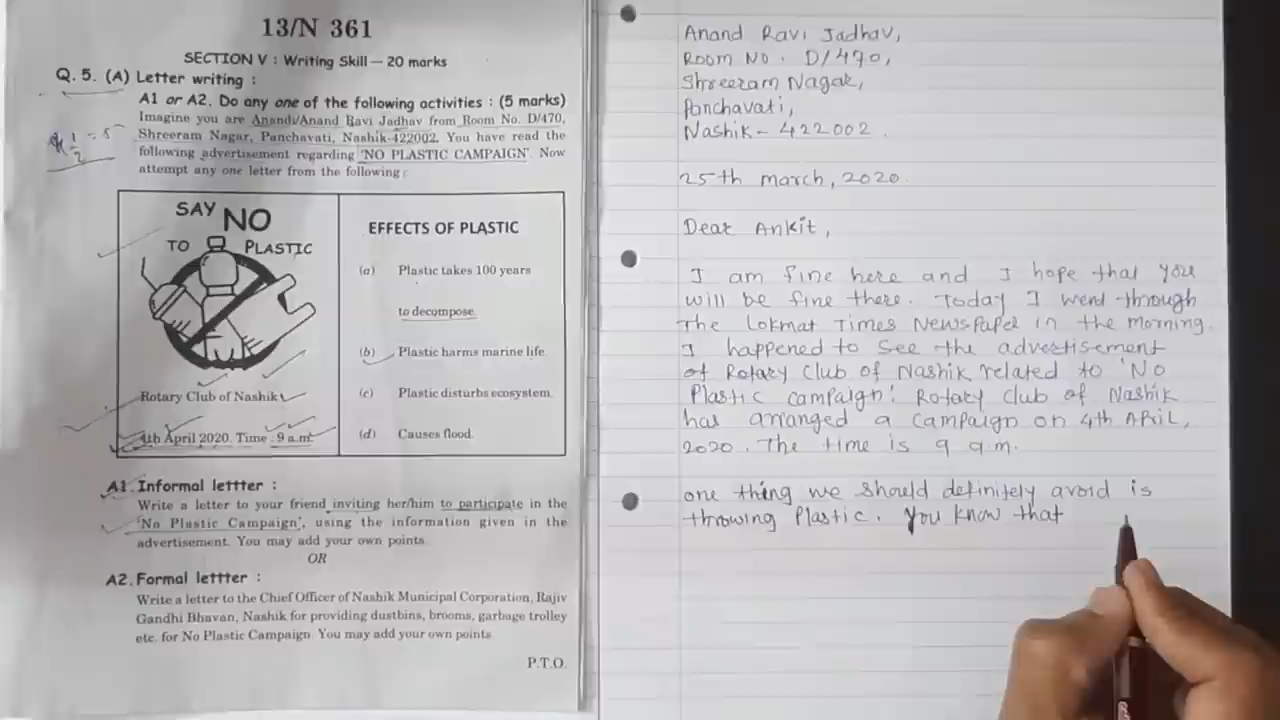 13/N 361
SECTION V : Writing Skill — 20 marks
Q. 5. (A) Letter writing :
A1 or A2. Do any one of the following activities : (5 marks)
Imagine you are Anandi/Anand Ravi Jadhav from Room No. D/470,
Shreeram Nagar, Panchavati, Nashik-422002. You have read the
following advertisement regarding 'NO PLASTIC CAMPAIGN'. Now
attempt any one letter from the following :
SAY NO
TO PLASTIC
Rotary Club of Nashik
4th April 2020. Time : 9 a.m.
EFFECTS OF PLASTIC
(a) Plastic takes 100 years
to decompose.
(b) Plastic harms marine life.
(c) Plastic disturbs ecosystem.
(d) Causes flood.
A1. Informal lettter :
Write a letter to your friend inviting her/him to participate in the
'No Plastic Campaign', using the information given in the
advertisement. You may add your own points.
OR
A2. Formal lettter :
Write a letter to the Chief Officer of Nashik Municipal Corporation, Rajiv
Gandhi Bhavan, Nashik for providing dustbins, brooms, garbage trolley
etc. for No Plastic Campaign. You may add your own points.
P.T.O.
Anand Ravi Jadhav,
Room No. D/470,
Shreeram Nagar,
Panchavati,
Nashik - 422002.
25th march, 2020.
Dear Ankit,
I am fine here and I hope that you
will be fine there. Today I went through
The Lokmat Times Newspaper in the morning.
I happened to see the advertisement
of Rotary Club of Nashik related to 'No
Plastic campaign'. Rotary club of Nashik
has arranged a campaign on 4th April,
2020. The time is 9 a.m.
one thing we should definitely avoid is
throwing Plastic. You know that